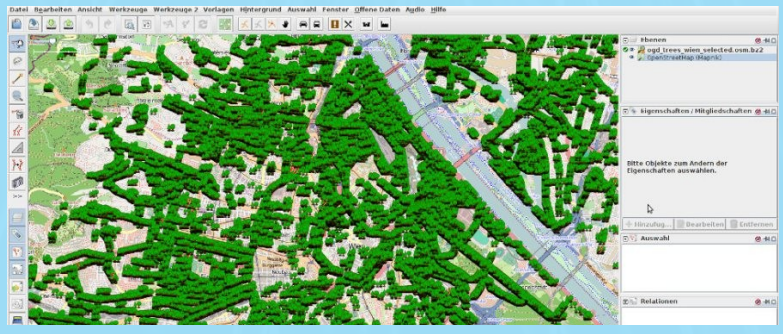 Datei Bearbeiten Ansicht Werkzeuge Werkzeuge 2 Vorlagen Hintergrund Auswahl Fenster Offene Daten Audio Hilfe
Ebenen
ogd_trees_wien_selected.osm.bz2
OpenStreetMap (Mapnik)
Eigenschaften / Mitgliedschaften
Bitte Objekte zum Ändern der
Eigenschaften auswählen.
Hinzufüg... Bearbeiten Entfernen
Auswahl
Relationen